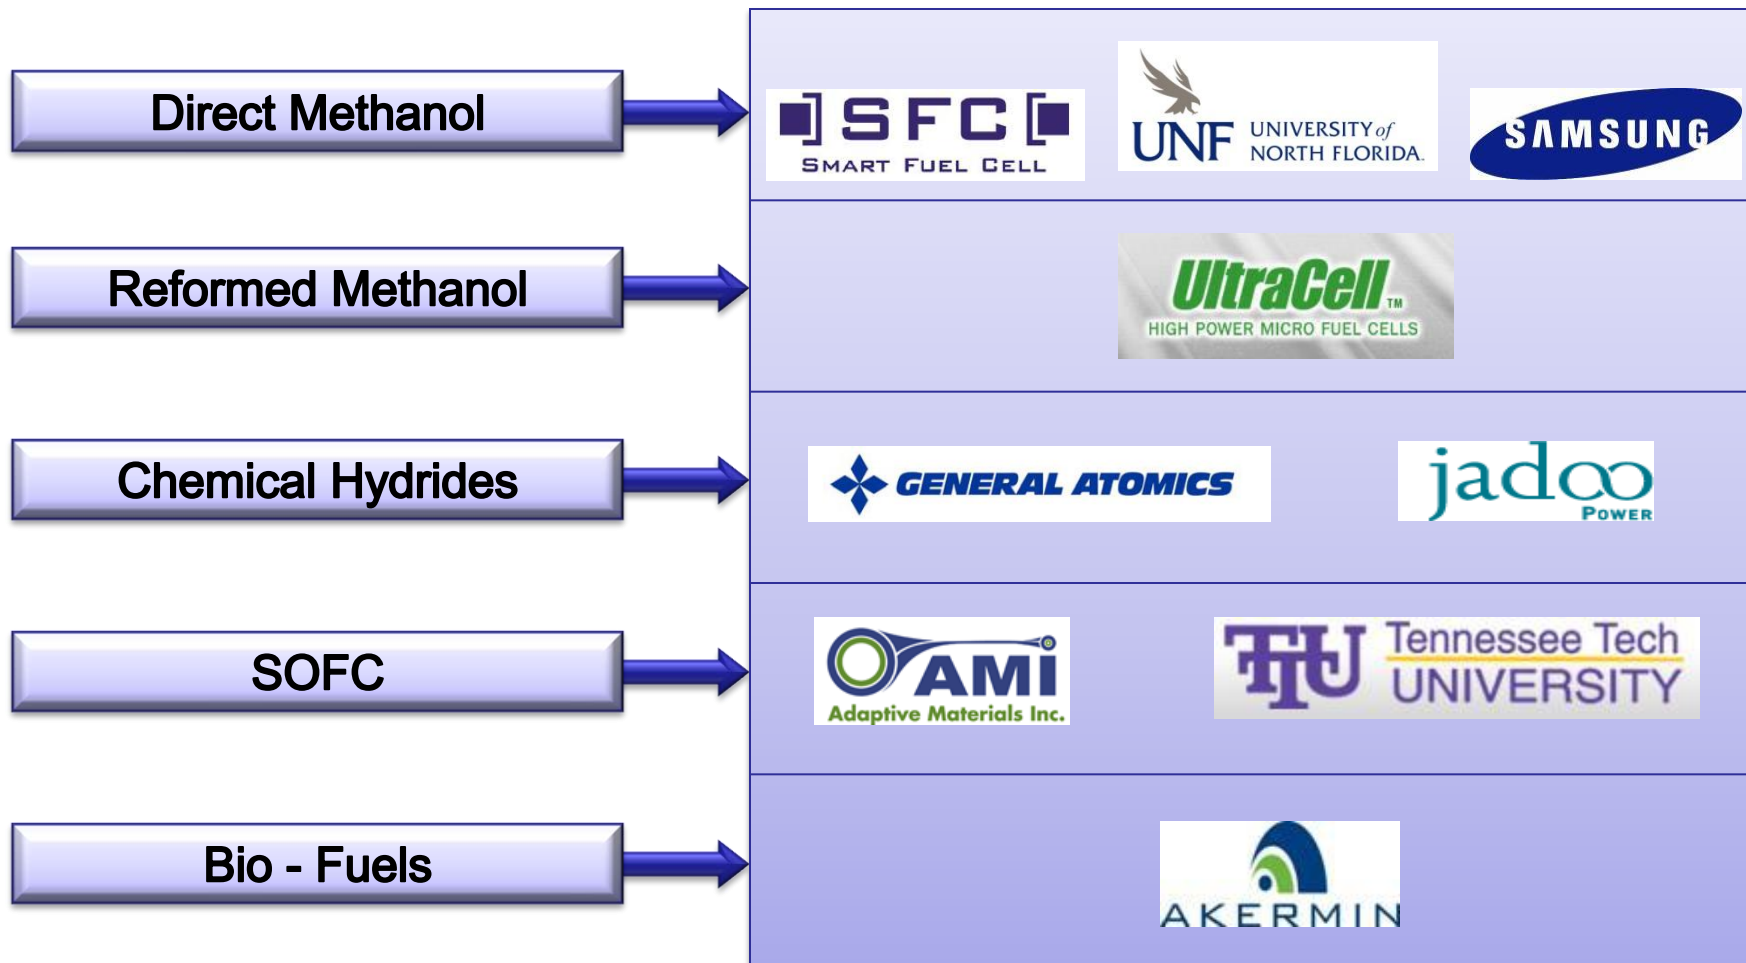 Direct Methanol
SFC
SMART FUEL CELL
UNF UNIVERSITY of
NORTH FLORIDA.
SAMSUNG
Reformed Methanol
UltraCell TM
HIGH POWER MICRO FUEL CELLS
Chemical Hydrides
GENERAL ATOMICS
jadoo
POWER
SOFC
AMI
Adaptive Materials Inc.
TTU Tennessee Tech
UNIVERSITY
Bio - Fuels
AKERMIN